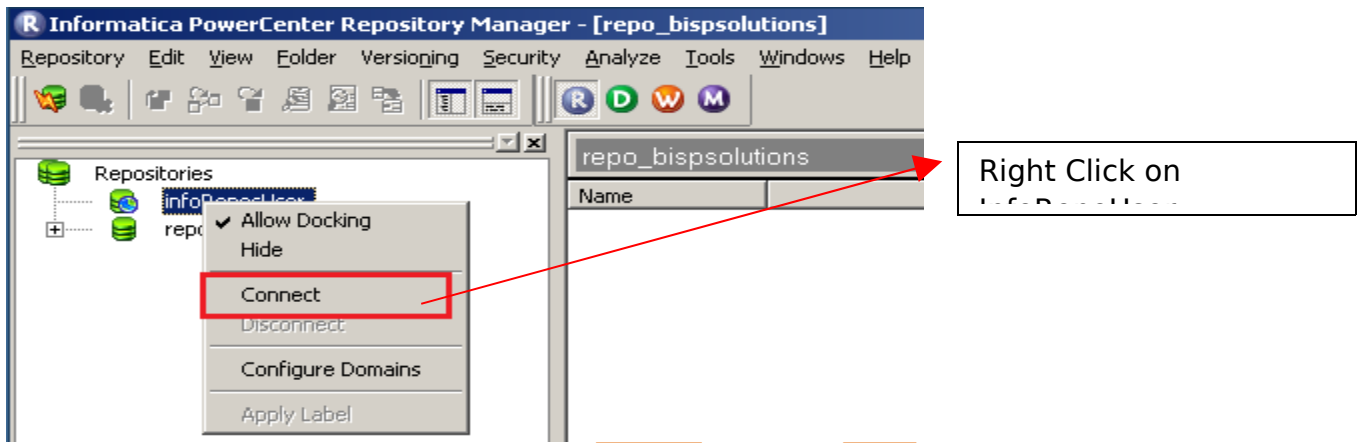 Informatica PowerCenter Repository Manager - [repo_bispsolutions]
Repository Edit View Folder Versioning Security Analyze Tools Windows Help
R D W M
Repositories
repo_bispsolutions
Name
Allow Docking
Hide
Connect
Disconnect
Configure Domains
Apply Label
Right Click on